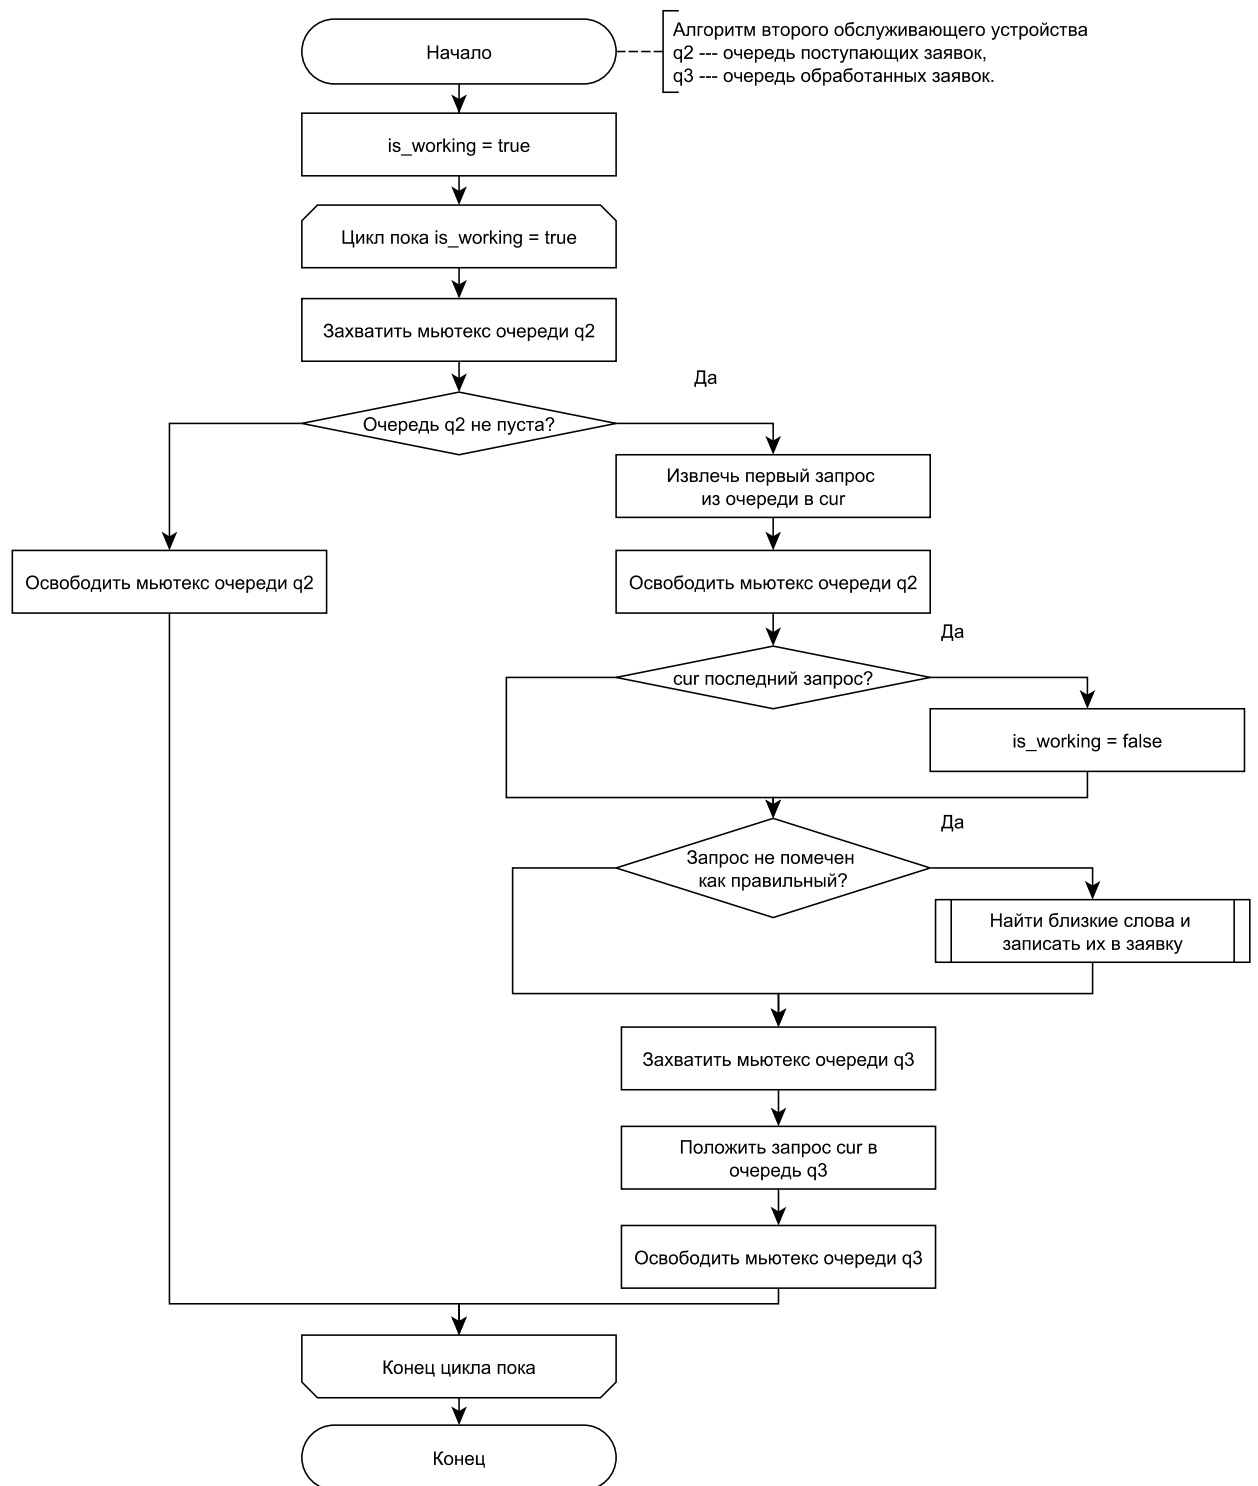 Начало
Алгоритм второго обслуживающего устройства
q2 --- очередь поступающих заявок,
q3 --- очередь обработанных заявок.
is_working = true
Цикл пока is_working = true
Захватить мьютекс очереди q2
Да
Очередь q2 не пуста?
Извлечь первый запрос
из очереди в cur
Освободить мьютекс очереди q2
Освободить мьютекс очереди q2
Да
cur последний запрос?
is_working = false
Да
Запрос не помечен
как правильный?
Найти близкие слова и
записать их в заявку
Захватить мьютекс очереди q3
Положить запрос cur в
очередь q3
Освободить мьютекс очереди q3
Конец цикла пока
Конец